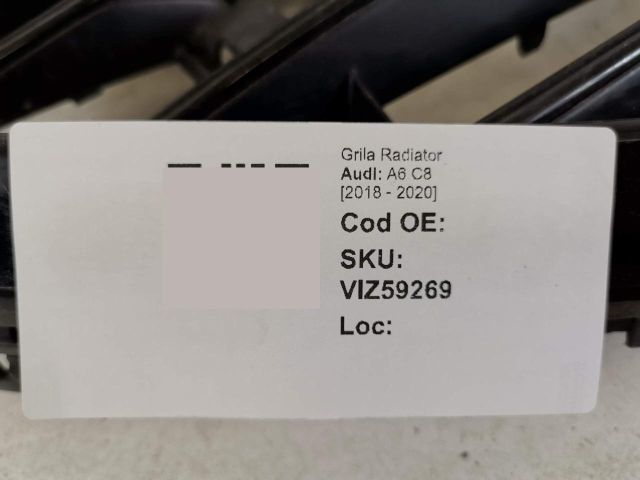 Grila Radiator
Audi: A6 C8
[2018 - 2020]
Cod OE:
SKU:
VIZ59269
Loc: